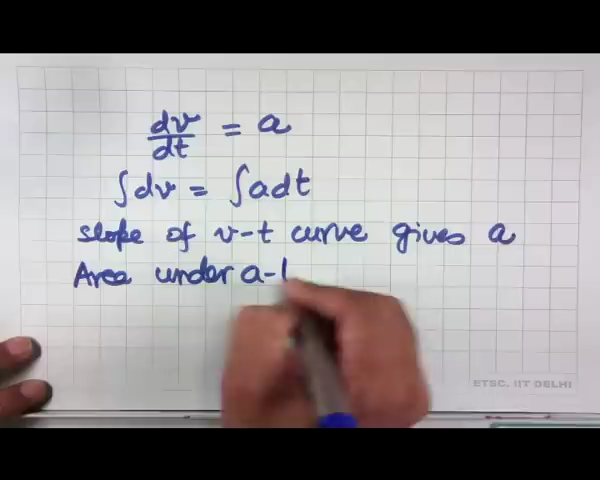 dv/dt = a
∫dv = ∫adt
slope of v-t curve gives a
Area under a-
ETSC, IIT DELHI